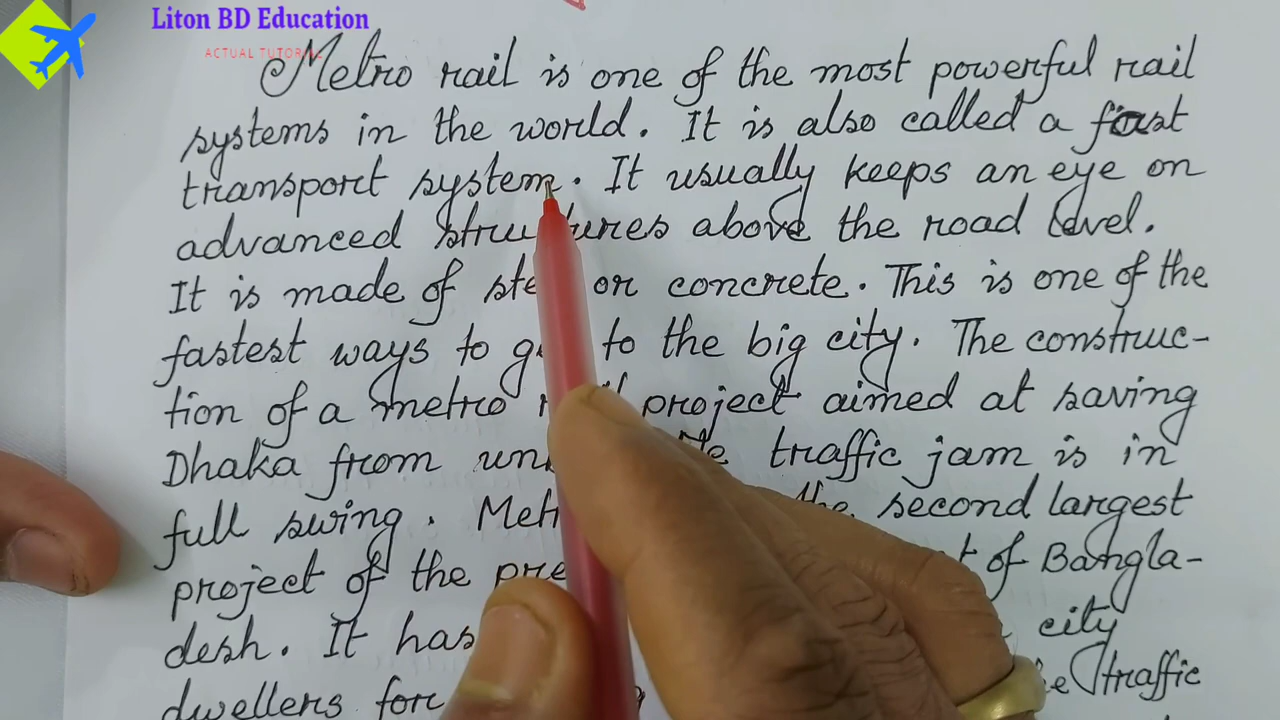 Liton BD Education
ACTUAL TUTORIAL
Metro rail is one of the most powerful rail
systems in the world. It is also called a fast
transport system. It usually keeps an eye on
advanced structures above the road level.
It is made of or concrete. This is one of the
fastest ways to to the big city. The construc-
tion of a metro project aimed at saving
Dhaka from traffic jam is in
full swing. the second largest
project of the of Bangla-
desh. It has city
dwellers for traffic